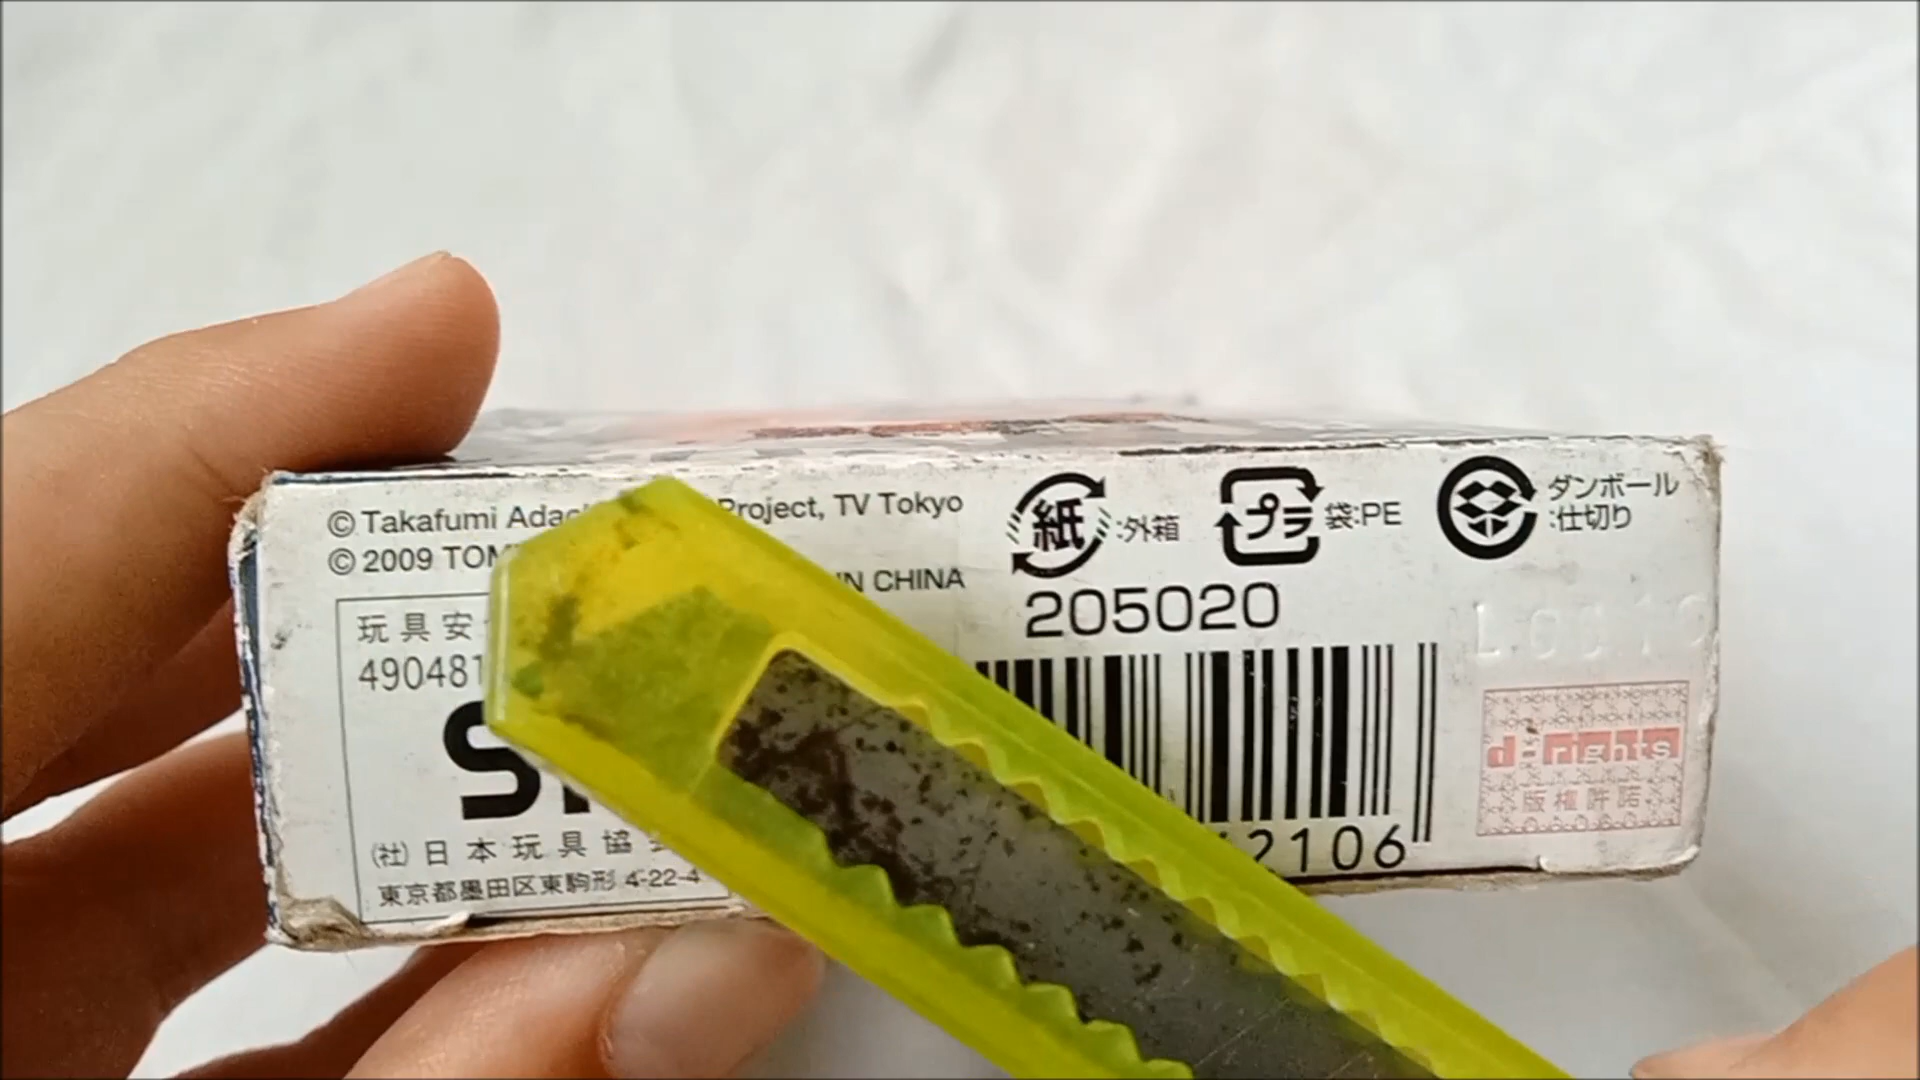 © Takafumi Project, TV Tokyo
© 2009
IN CHINA
玩具安
490481
(社)日本玩具協
東京都墨田区東駒形 4-22-4
紙
:外箱
プラ
袋:PE
ダンボール
:仕切り
205020
2106
d-rights
版権許諾